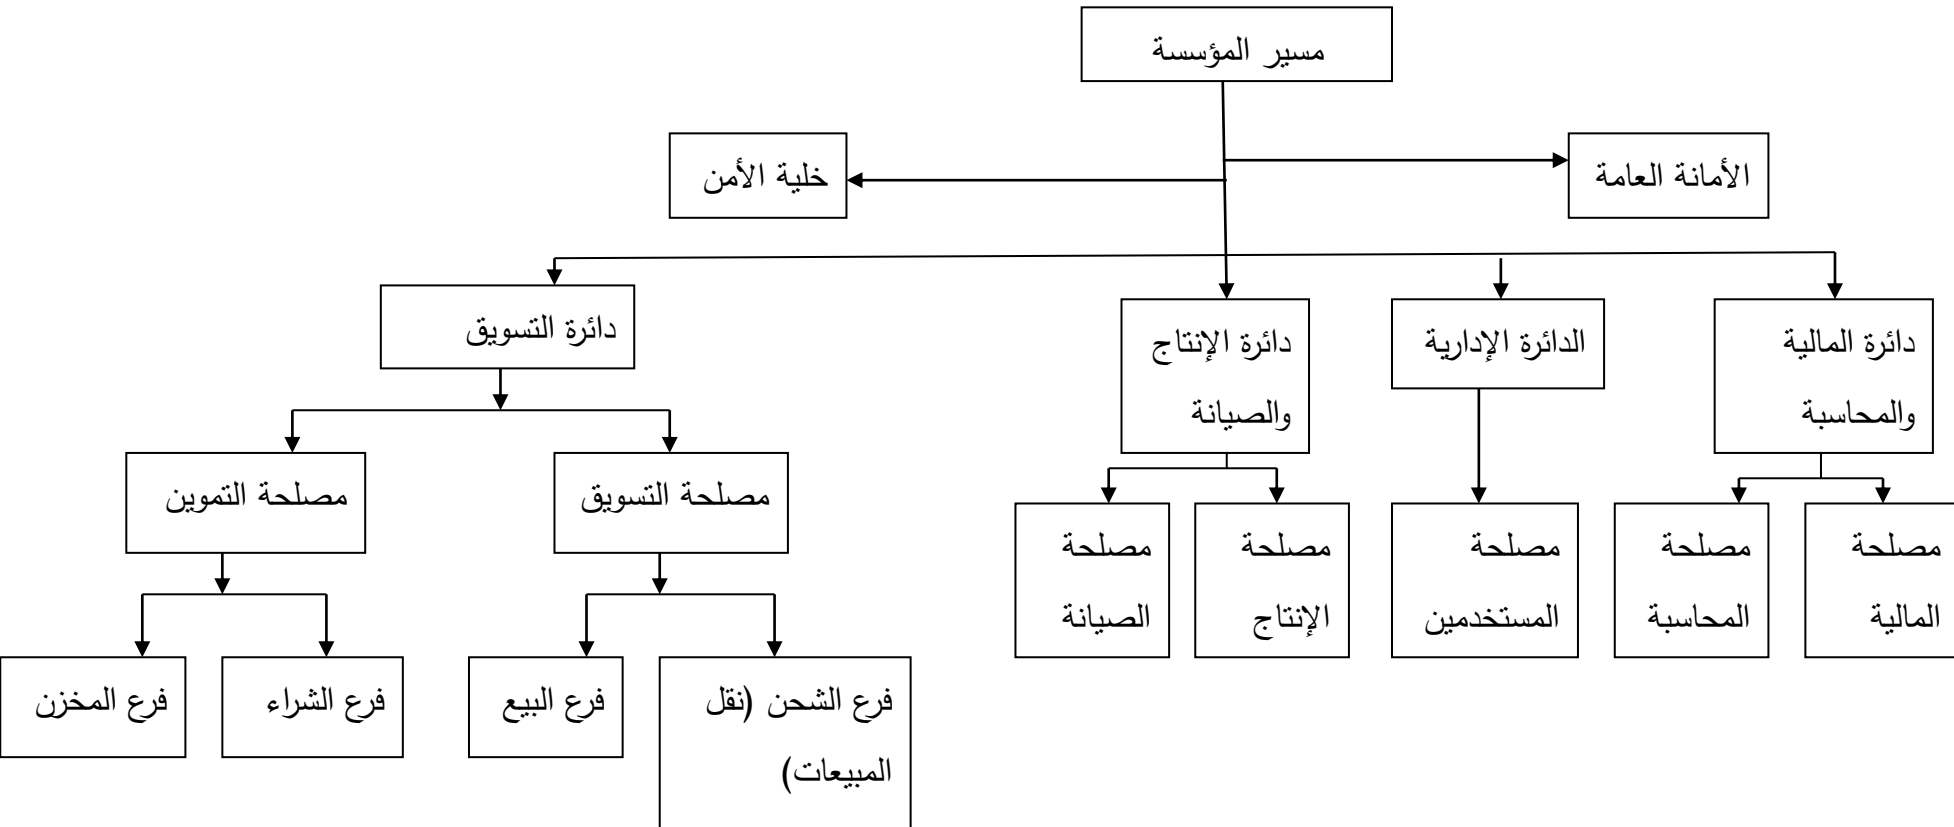 مسير المؤسسة
الأمانة العامة
خلية الأمن
دائرة المالية
والمحاسبة
الدائرة الإدارية
دائرة الإنتاج
والصيانة
دائرة التسويق
مصلحة التسويق
مصلحة التموين
مصلحة
المالية
مصلحة
المحاسبة
مصلحة
المستخدمين
مصلحة
الإنتاج
مصلحة
الصيانة
فرع الشحن (نقل
المبيعات)
فرع البيع
فرع الشراء
فرع المخزن